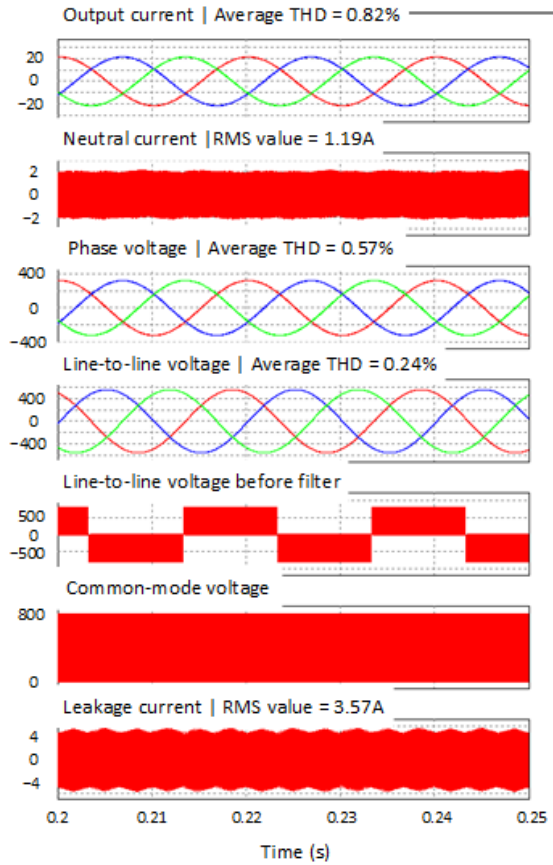 Output current | Average THD = 0.82%
20
0
−20
Neutral current |RMS value = 1.19A
2
0
−2
Phase voltage | Average THD = 0.57%
400
0
−400
Line-to-line voltage | Average THD = 0.24%
400
0
−400
Line-to-line voltage before filter
500
0
−500
Common-mode voltage
800
0
Leakage current | RMS value = 3.57A
4
0
−4
0.2 0.21 0.22 0.23 0.24 0.25
Time (s)